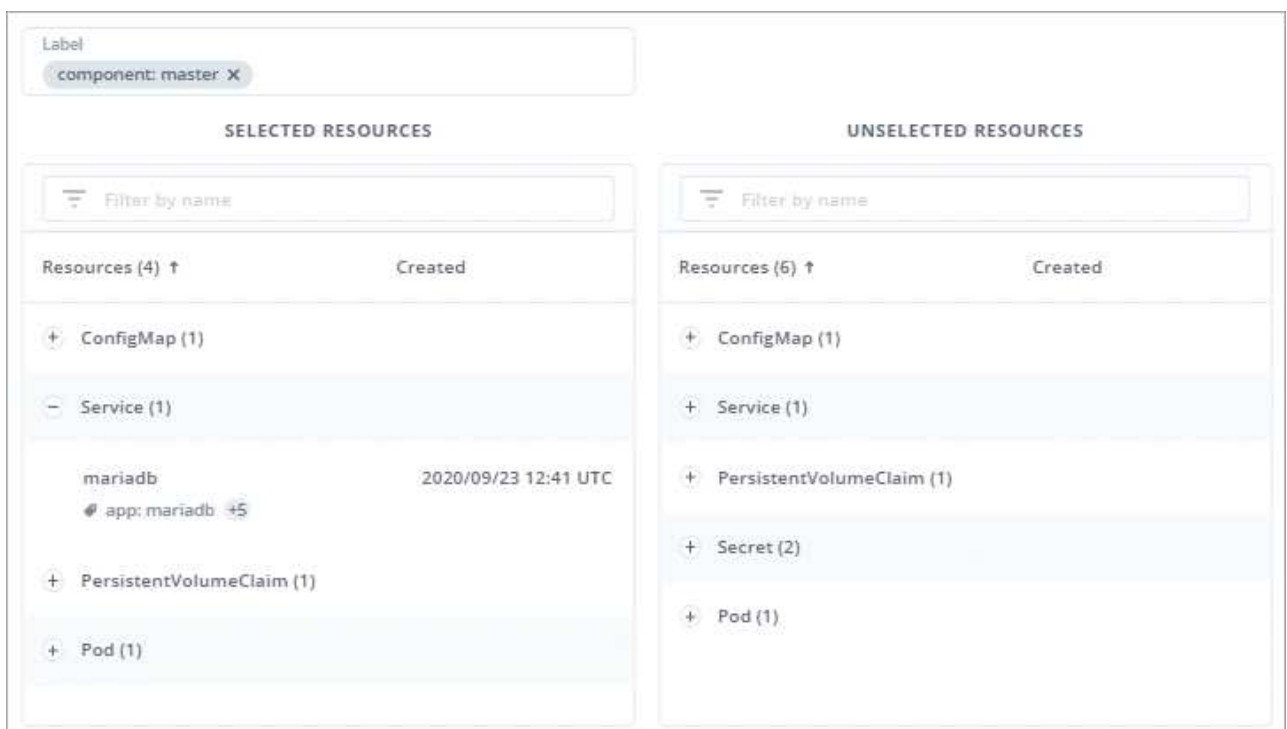 Label
component: master ×
SELECTED RESOURCES
UNSELECTED RESOURCES
Filter by name
Filter by name
Resources (4) ↑ Created
Resources (6) ↑ Created
+ ConfigMap (1)
− Service (1)
mariadb 2020/09/23 12:41 UTC
app: mariadb +5
+ PersistentVolumeClaim (1)
+ Pod (1)
+ ConfigMap (1)
+ Service (1)
+ PersistentVolumeClaim (1)
+ Secret (2)
+ Pod (1)